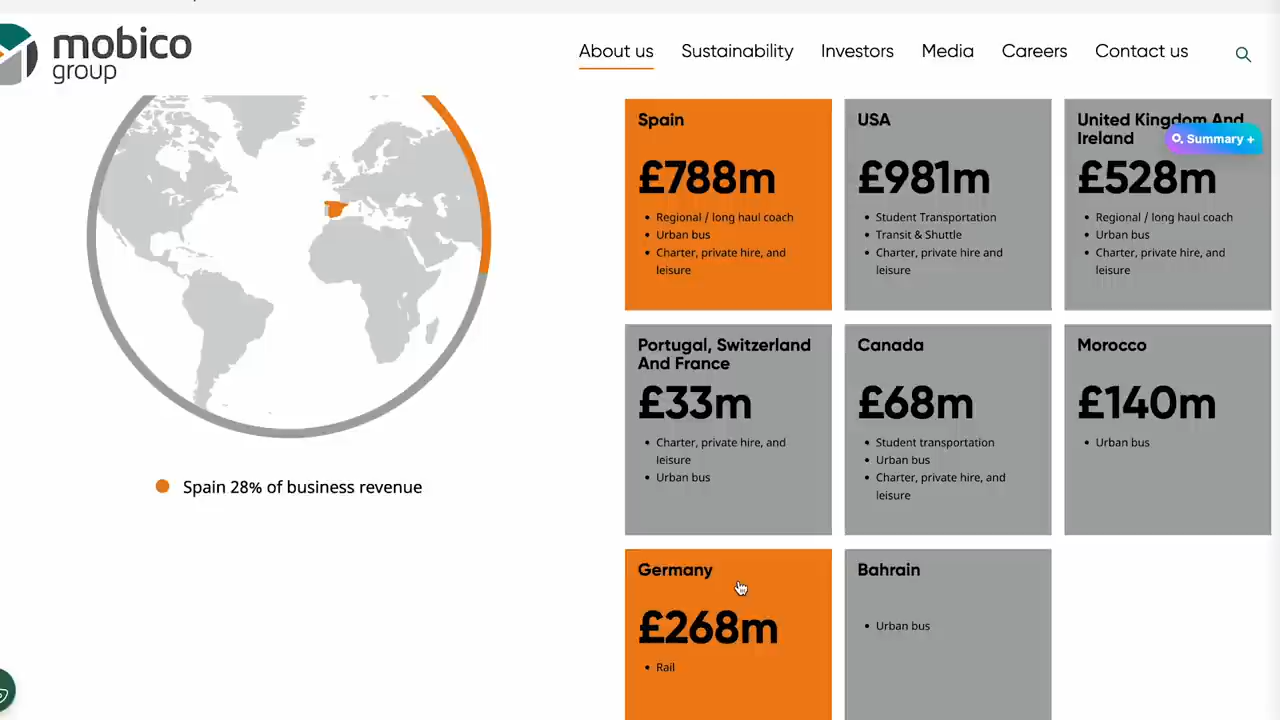 mobico
group
About us
Sustainability
Investors
Media
Careers
Contact us
Spain
£788m
Regional / long haul coach
Urban bus
Charter, private hire, and
leisure
USA
£981m
Student Transportation
Transit & Shuttle
Charter, private hire and
leisure
United Kingdom And
Ireland
Summary +
£528m
Regional / long haul coach
Urban bus
Charter, private hire, and
leisure
Portugal, Switzerland
And France
£33m
Charter, private hire, and
leisure
Urban bus
Canada
£68m
Student transportation
Urban bus
Charter, private hire, and
leisure
Morocco
£140m
Urban bus
Spain 28% of business revenue
Germany
£268m
Rail
Bahrain
Urban bus